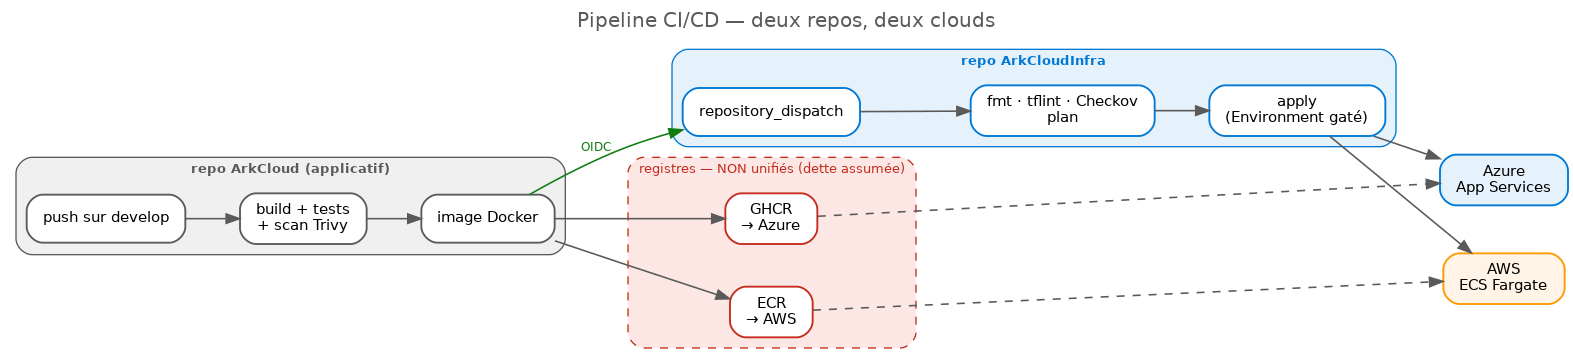 Pipeline CI/CD — deux repos, deux clouds
repo ArkCloudInfra
repository_dispatch
fmt · tflint · Checkov
plan
apply
(Environment gaté)
OIDC
repo ArkCloud (applicatif)
push sur develop
build + tests
+ scan Trivy
image Docker
registres — NON unifiés (dette assumée)
GHCR
→ Azure
ECR
→ AWS
Azure
App Services
AWS
ECS Fargate